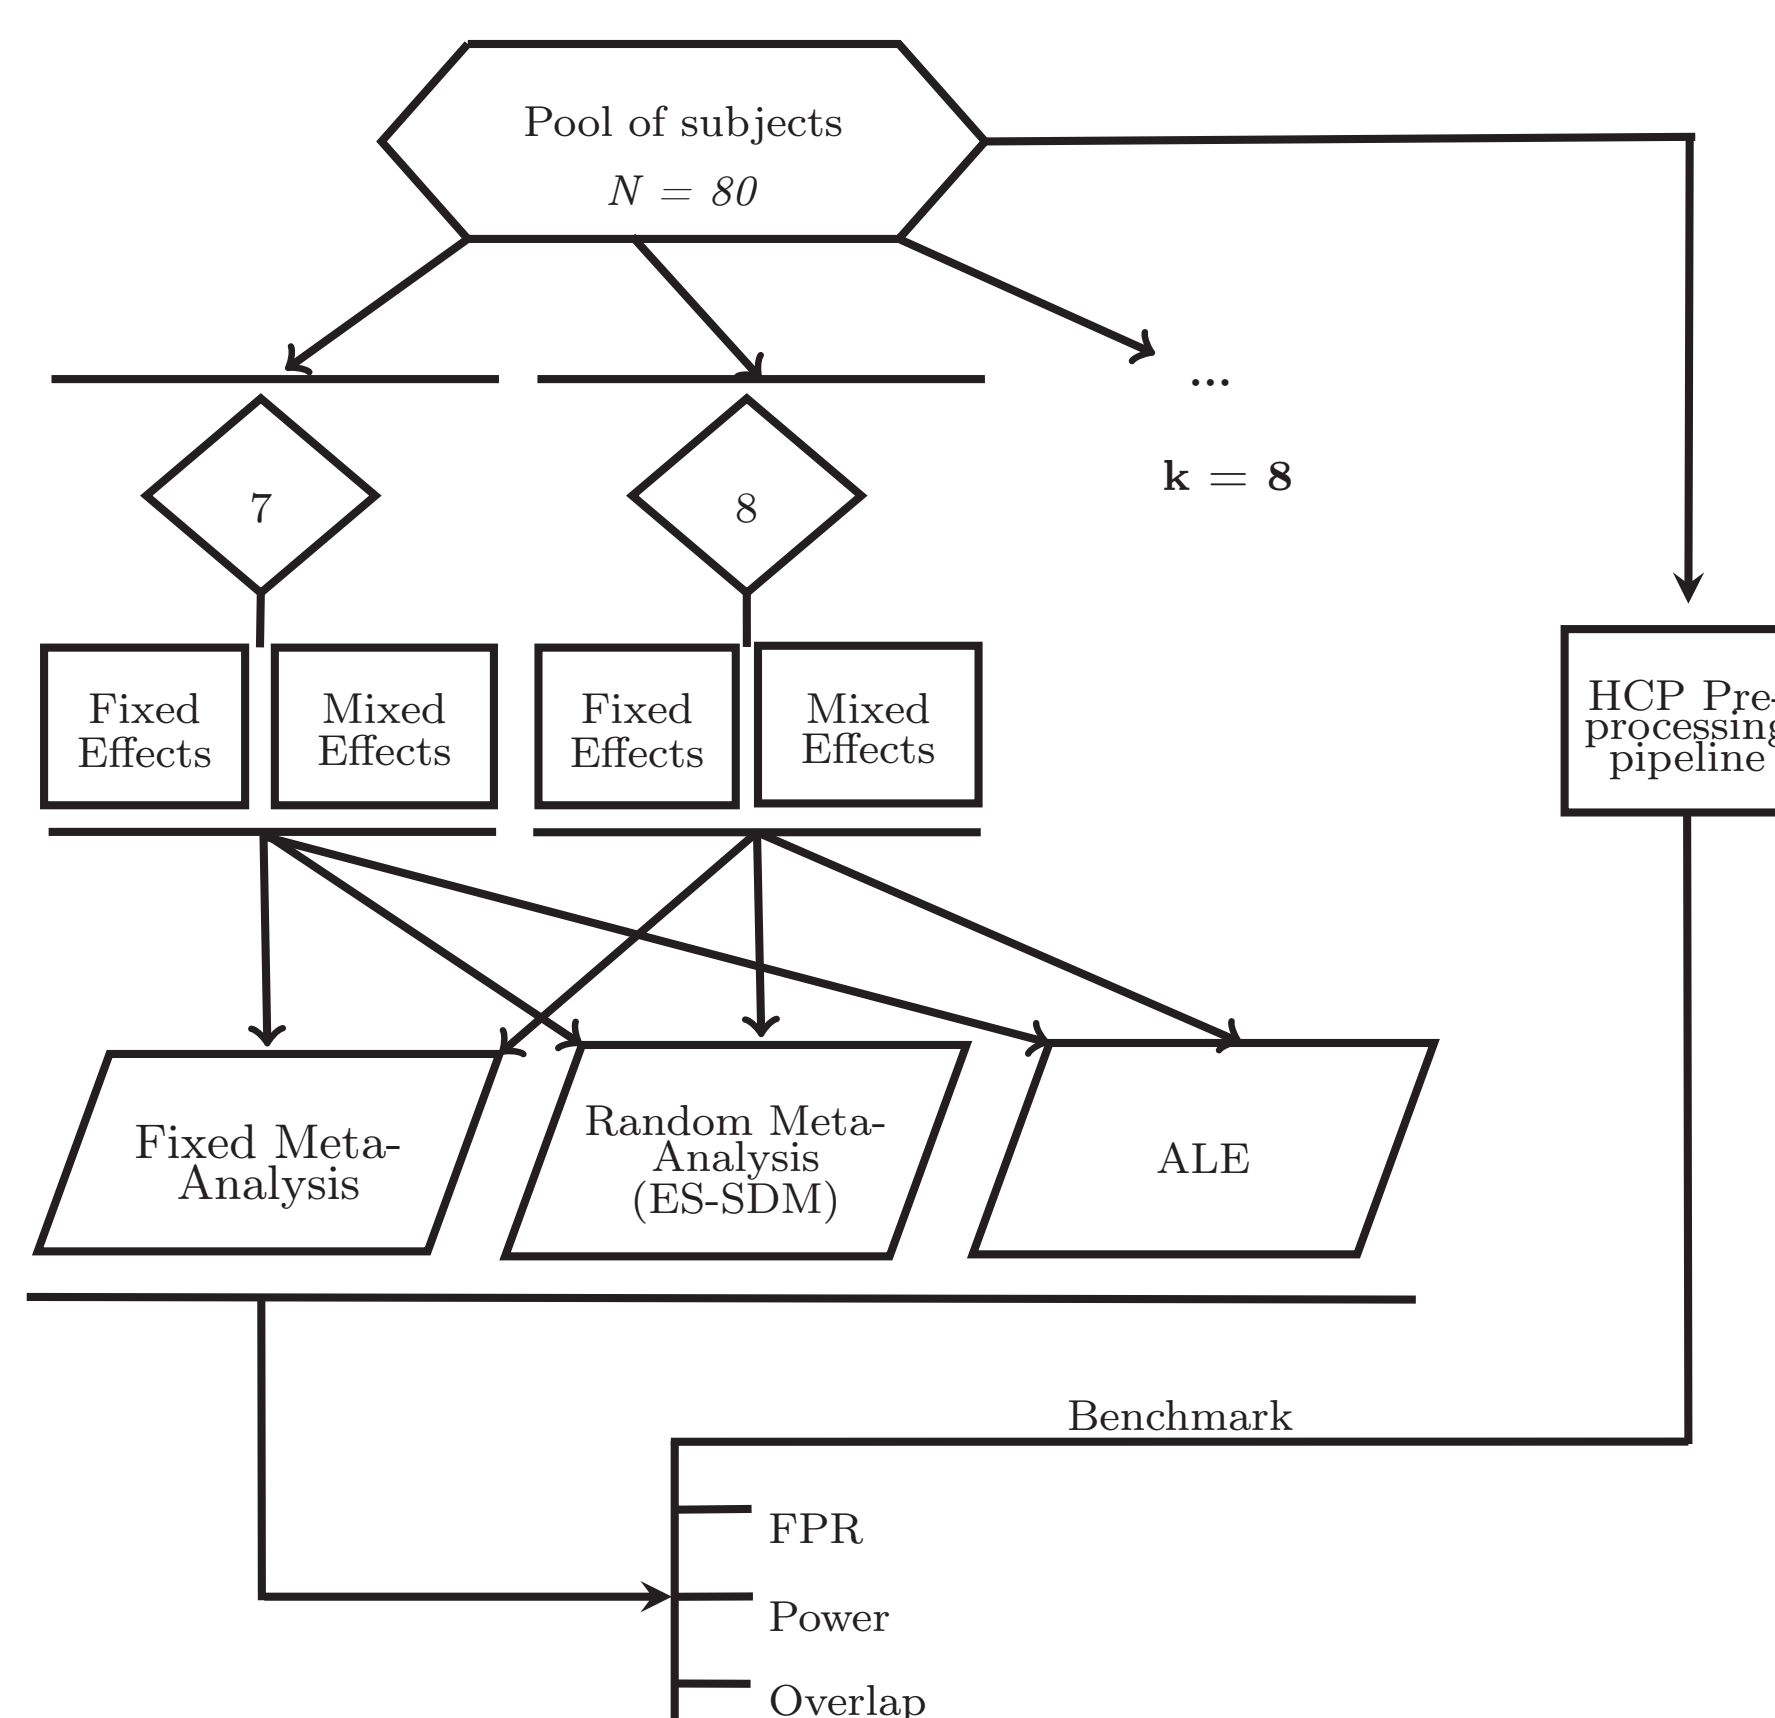 Pool of subjects
N = 80
...
7
8
k = 8
Fixed
Effects
Mixed
Effects
Fixed
Effects
Mixed
Effects
HCP Pre-
processing
pipeline
Fixed Meta-
Analysis
Random Meta-
Analysis
(ES-SDM)
ALE
Benchmark
FPR
Power
Overlap